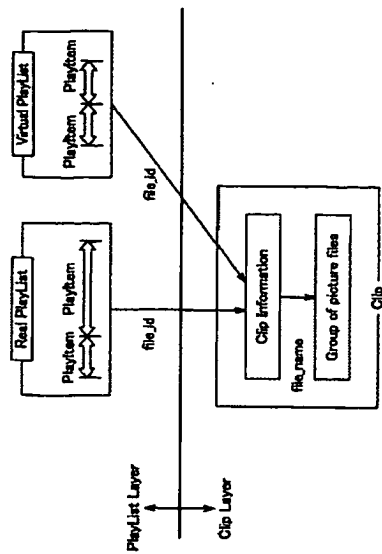 Real PlayList
PlayItem PlayItem
Virtual PlayList
PlayItem PlayItem
PlayList Layer
Clip Layer
file_id
file_id
Clip Information
file_name
Group of picture files
Clip